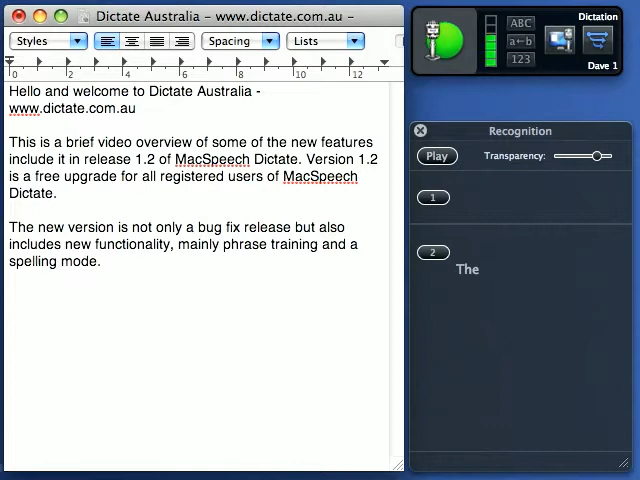 Dictate Australia - www.dictate.com.au -
Styles
Spacing
Lists
0 2 4 6 8 10 12
Hello and welcome to Dictate Australia -
www.dictate.com.au
This is a brief video overview of some of the new features
include it in release 1.2 of MacSpeech Dictate. Version 1.2
is a free upgrade for all registered users of MacSpeech
Dictate.
The new version is not only a bug fix release but also
includes new functionality, mainly phrase training and a
spelling mode.
Dictation
ABC
a←b
123
Dave 1
Recognition
Play
Transparency:
1
2
The